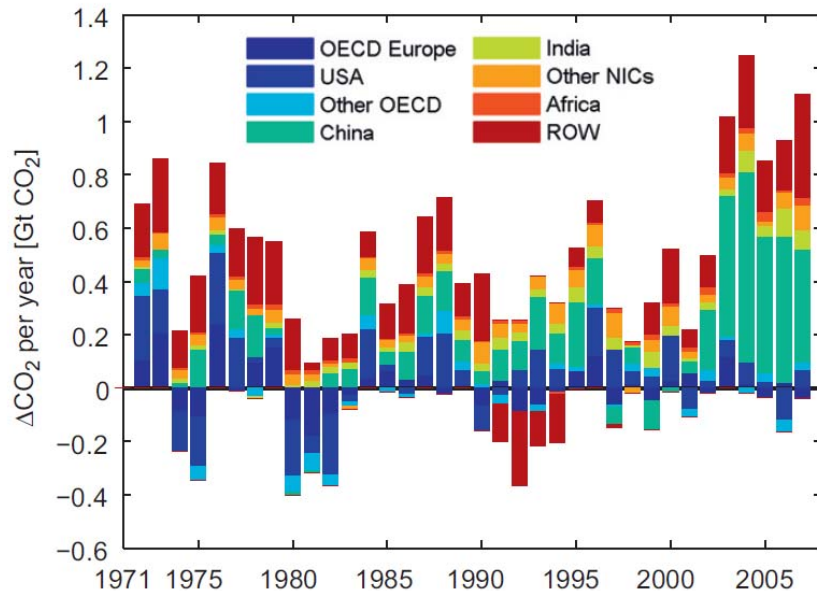 1.4
1.2
1
0.8
0.6
0.4
0.2
0
−0.2
−0.4
−0.6
ΔCO₂ per year [Gt CO₂]
OECD Europe
USA
Other OECD
China
India
Other NICs
Africa
ROW
1971 1975 1980 1985 1990 1995 2000 2005